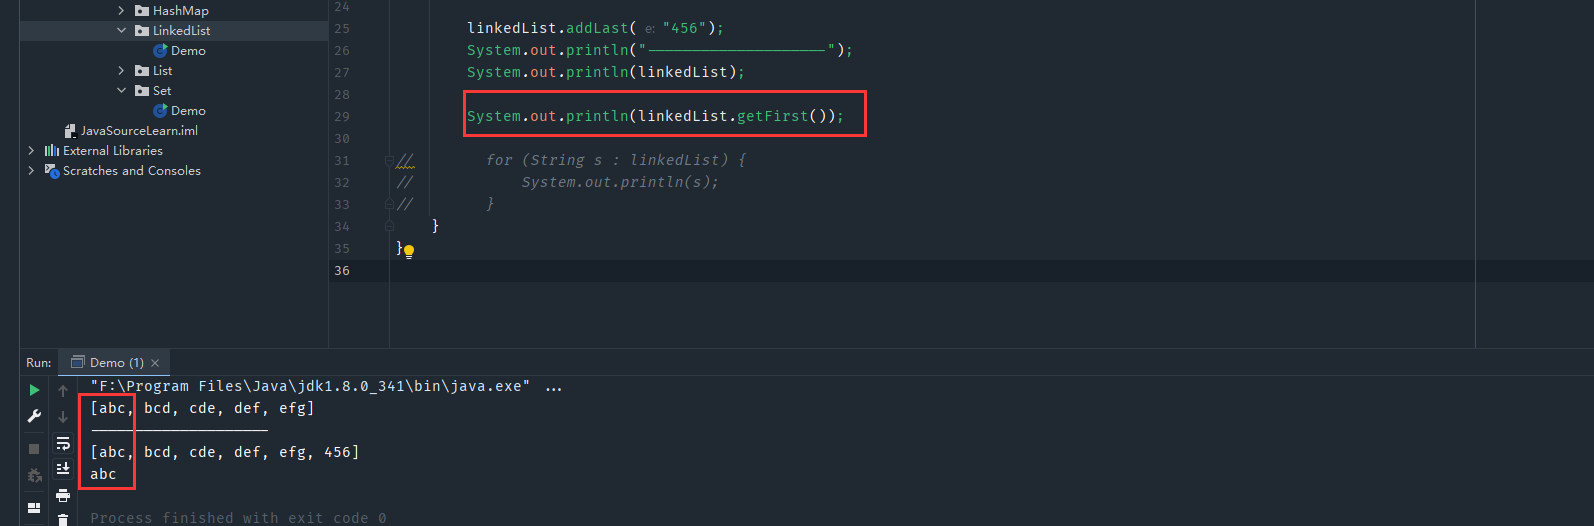 HashMap
LinkedList
Demo
List
Set
Demo
JavaSourceLearn.iml
External Libraries
Scratches and Consoles
24
25 linkedList.addLast( e: "456");
26 System.out.println("--------------------");
27 System.out.println(linkedList);
28
29 System.out.println(linkedList.getFirst());
30
31 // for (String s : linkedList) {
32 // System.out.println(s);
33 // }
34 }
35 }
36
Run: Demo (1) ×
"F:\Program Files\Java\jdk1.8.0_341\bin\java.exe" ...
[abc, bcd, cde, def, efg]
--------------------
[abc, bcd, cde, def, efg, 456]
abc
Process finished with exit code 0